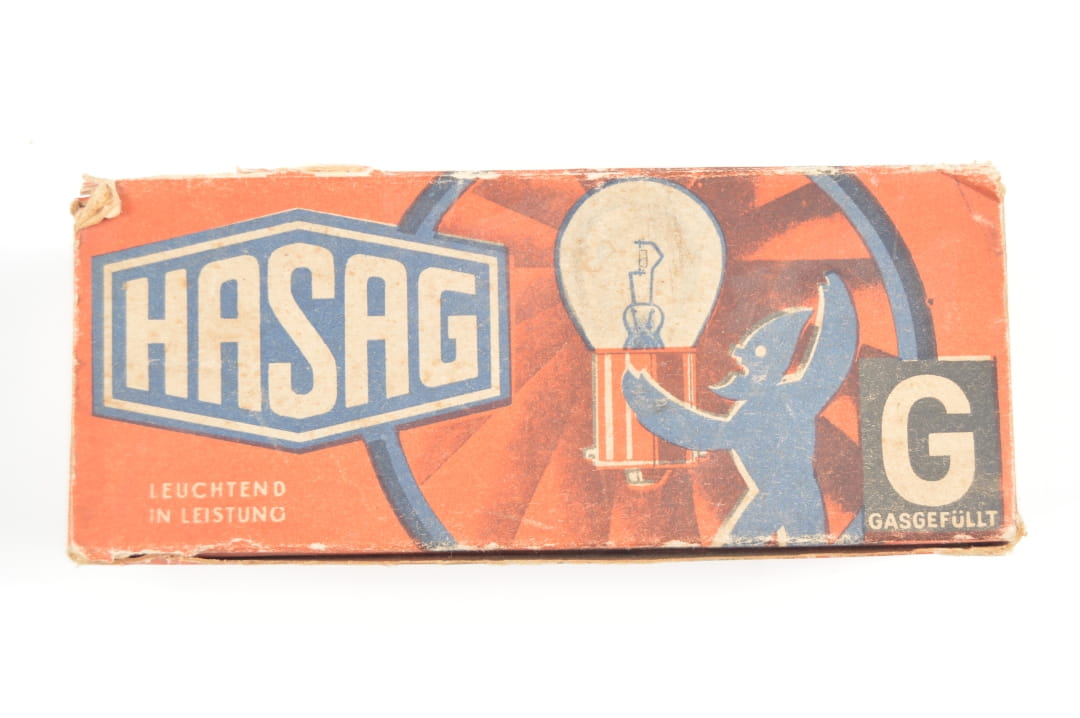 HASAG
LEUCHTEND
IN LEISTUNG
G
GASGEFÜLLT